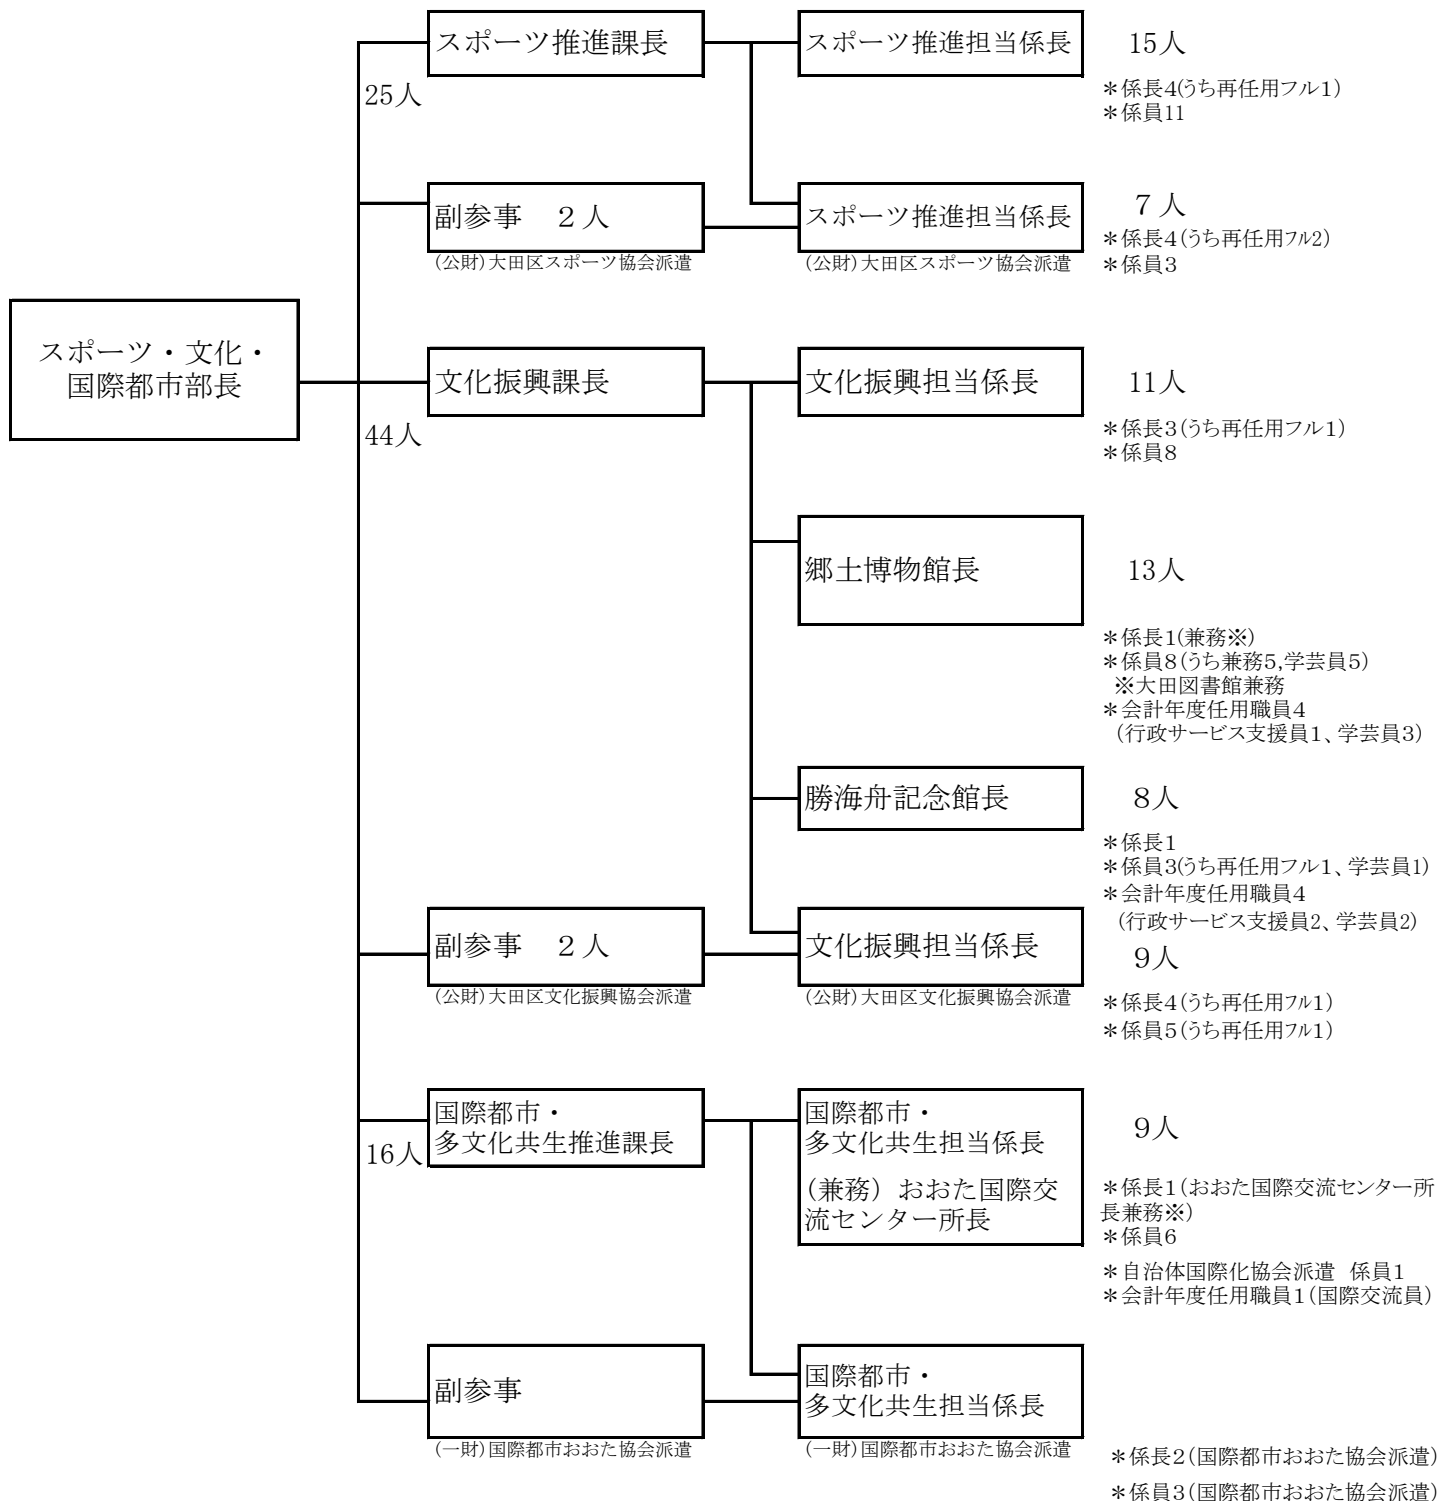 スポーツ推進課長
スポーツ推進担当係長
15人
25人
＊係長4(うち再任用フル1)
＊係員11
副参事　２人
(公財)大田区スポーツ協会派遣
スポーツ推進担当係長
(公財)大田区スポーツ協会派遣
７人
＊係長4(うち再任用フル2)
＊係員3
スポーツ・文化・
国際都市部長
文化振興課長
文化振興担当係長
11人
44人
＊係長3(うち再任用フル1)
＊係員8
郷土博物館長
13人
＊係長1(兼務※)
＊係員8(うち兼務5,学芸員5)
※大田図書館兼務
＊会計年度任用職員4
(行政サービス支援員1、学芸員3)
勝海舟記念館長
８人
＊係長1
＊係員3(うち再任用フル1、学芸員1)
＊会計年度任用職員4
(行政サービス支援員2、学芸員2)
副参事　２人
(公財)大田区文化振興協会派遣
文化振興担当係長
(公財)大田区文化振興協会派遣
９人
＊係長4(うち再任用フル1)
＊係員5(うち再任用フル1)
国際都市・
多文化共生推進課長
16人
国際都市・
多文化共生担当係長
(兼務) おおた国際交
流センター所長
９人
＊係長1(おおた国際交流センター所
長兼務※)
＊係員6
＊自治体国際化協会派遣　係員1
＊会計年度任用職員1(国際交流員)
副参事
(一財)国際都市おおた協会派遣
国際都市・
多文化共生担当係長
(一財)国際都市おおた協会派遣
＊係長2(国際都市おおた協会派遣)
＊係員3(国際都市おおた協会派遣)